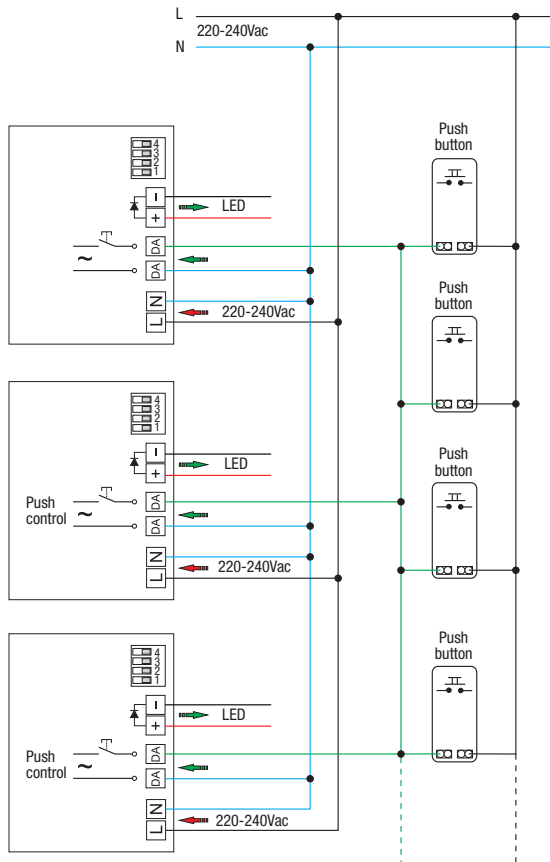 L
220-240Vac
N
Push
button
4
3
2
1
−
LED
+
DA
~
DA
N
220-240Vac
L
Push
button
4
3
2
1
−
LED
+
Push
control
DA
~
DA
N
220-240Vac
L
Push
button
Push
button
4
3
2
1
−
LED
+
Push
control
DA
~
DA
N
220-240Vac
L